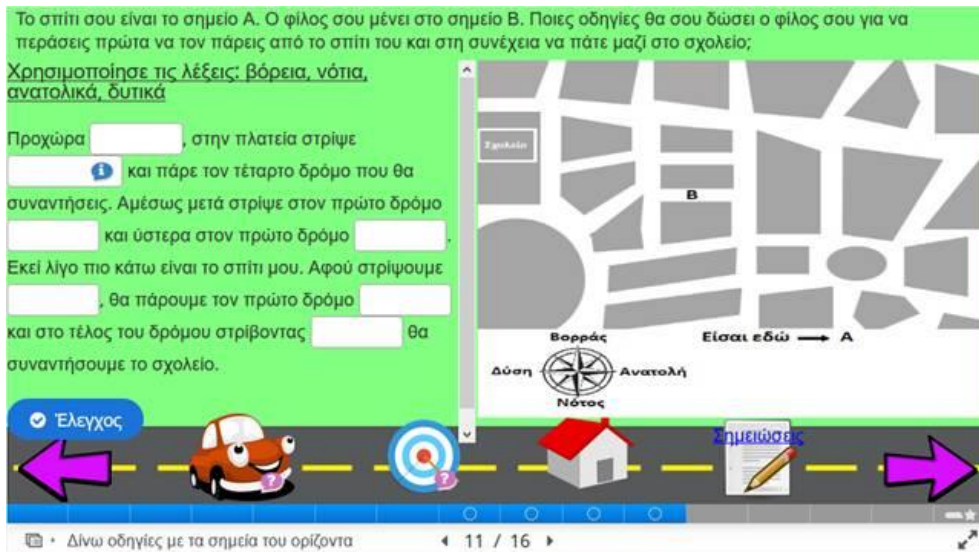 Το σπίτι σου είναι το σημείο Α. Ο φίλος σου μένει στο σημείο Β. Ποιες οδηγίες θα σου δώσει ο φίλος σου για να
περάσεις πρώτα να τον πάρεις από το σπίτι του και στη συνέχεια να πάτε μαζί στο σχολείο;
Χρησιμοποίησε τις λέξεις: βόρεια, νότια,
ανατολικά, δυτικά
Προχώρα , στην πλατεία στρίψε
και πάρε τον τέταρτο δρόμο που θα
συναντήσεις. Αμέσως μετά στρίψε στον πρώτο δρόμο
και ύστερα στον πρώτο δρόμο .
Εκεί λίγο πιο κάτω είναι το σπίτι μου. Αφού στρίψουμε
, θα πάρουμε τον πρώτο δρόμο
και στο τέλος του δρόμου στρίβοντας θα
συναντήσουμε το σχολείο.
Έλεγχος
Σχολείο
Β
Είσαι εδώ Α
Βορράς
Δύση Ανατολή
Νότος
Σημειώσεις
Δίνω οδηγίες με τα σημεία του ορίζοντα
11 / 16